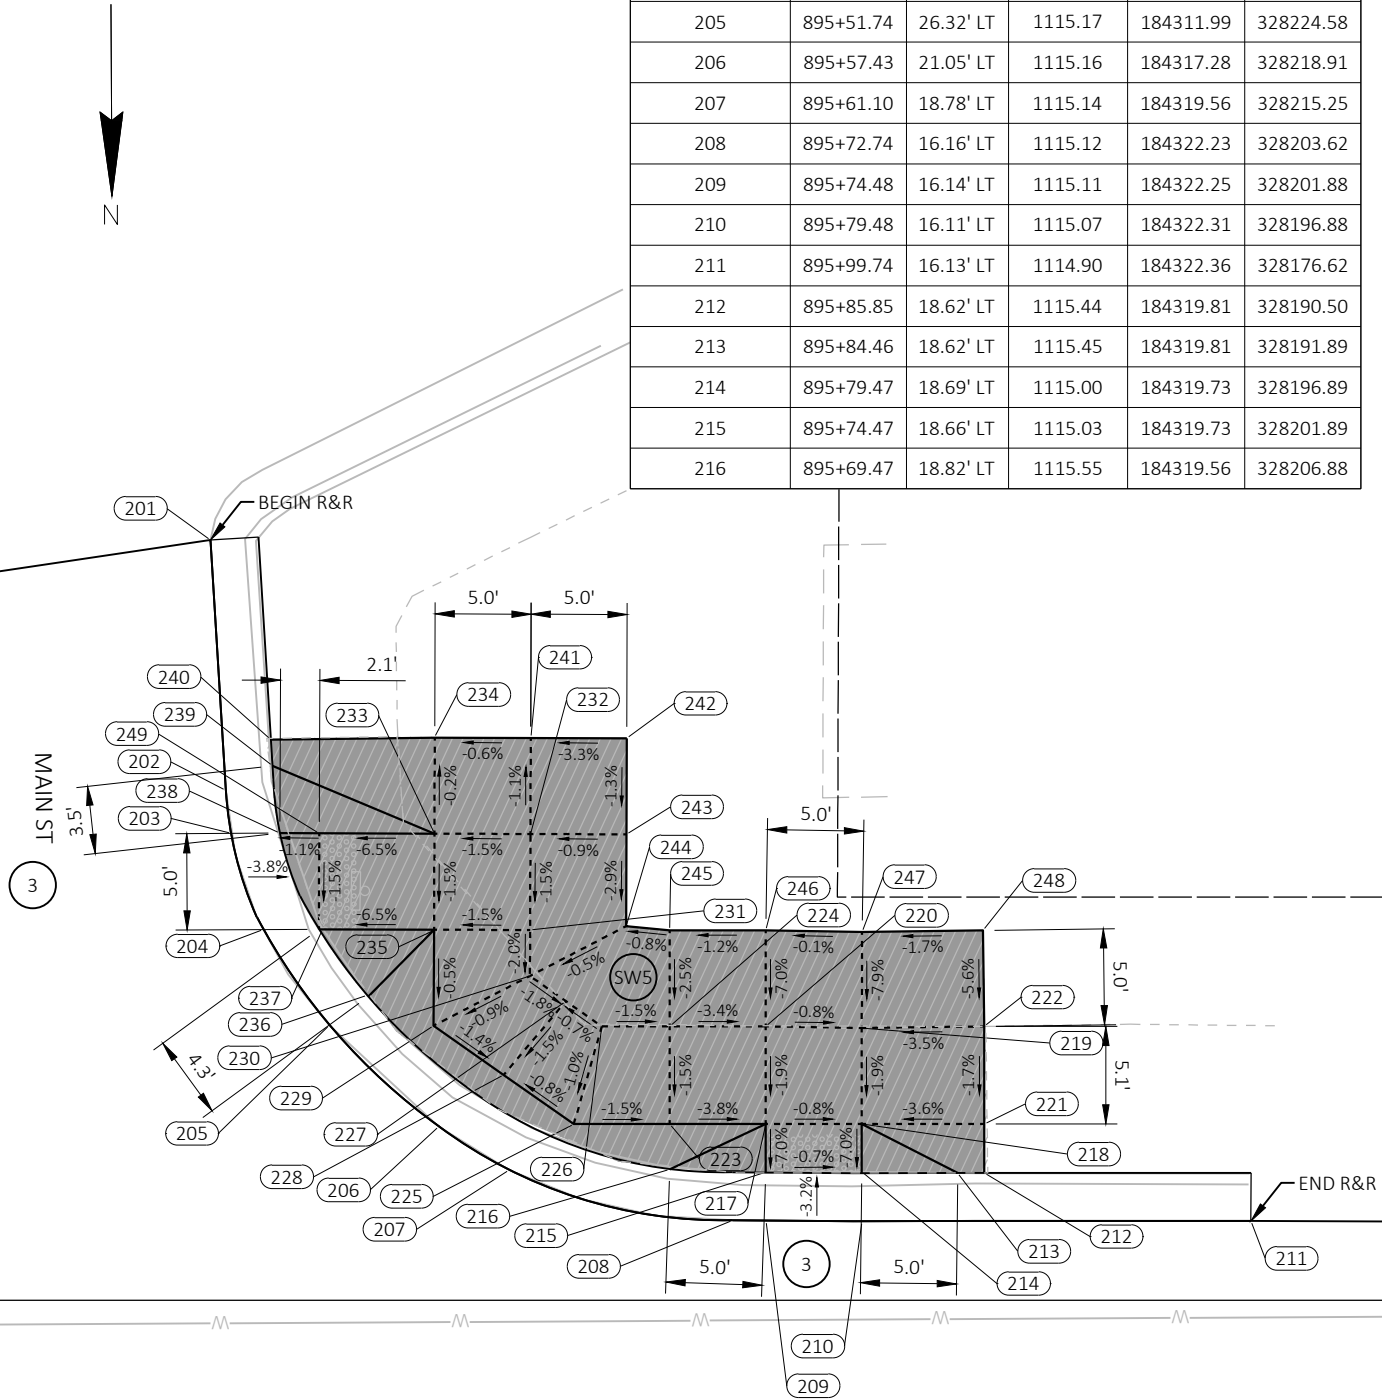 205 895+51.74 26.32' LT 1115.17 184311.99 328224.58
206 895+57.43 21.05' LT 1115.16 184317.28 328218.91
207 895+61.10 18.78' LT 1115.14 184319.56 328215.25
208 895+72.74 16.16' LT 1115.12 184322.23 328203.62
209 895+74.48 16.14' LT 1115.11 184322.25 328201.88
210 895+79.48 16.11' LT 1115.07 184322.31 328196.88
211 895+99.74 16.13' LT 1114.90 184322.36 328176.62
212 895+85.85 18.62' LT 1115.44 184319.81 328190.50
213 895+84.46 18.62' LT 1115.45 184319.81 328191.89
214 895+79.47 18.69' LT 1115.00 184319.73 328196.89
215 895+74.47 18.66' LT 1115.03 184319.73 328201.89
216 895+69.47 18.82' LT 1115.55 184319.56 328206.88
N
201
BEGIN R&R
5.0' 5.0'
241
2.1'
240
234
232
242
239
233
249
-0.6% -3.3%
202
-0.2% -1.1% -1.3%
MAIN ST
238
3.5'
243
5.0'
203
-1.1% -6.5% -1.5% -0.9%
244
-3.8%
245
3
5.0'
-1.5% -1.5% -1.5% -2.9%
246
247
248
231
224
220
-6.5% -1.5%
204
235
-0.8% -1.2% -0.1% -1.7%
-0.5% -2.0% -0.5%
SW5
-2.5% -7.0% -7.9% -5.6%
5.0'
237
222
236
-0.9% -1.8% -0.7%
-1.5% -3.4% -0.8%
230
-1.4% -1.5%
-3.5%
219
4.3'
-1.0% -1.5% -1.9% -1.9% -1.7%
5.1'
229
-0.8%
-1.5% -3.8% -0.8% -3.6%
221
205
227
228
226
223
-7.0% -0.7% -7.0%
218
206
225
217
-3.2%
END R&R
216
207
215
212
213
211
208
5.0'
3
5.0'
214
210
209